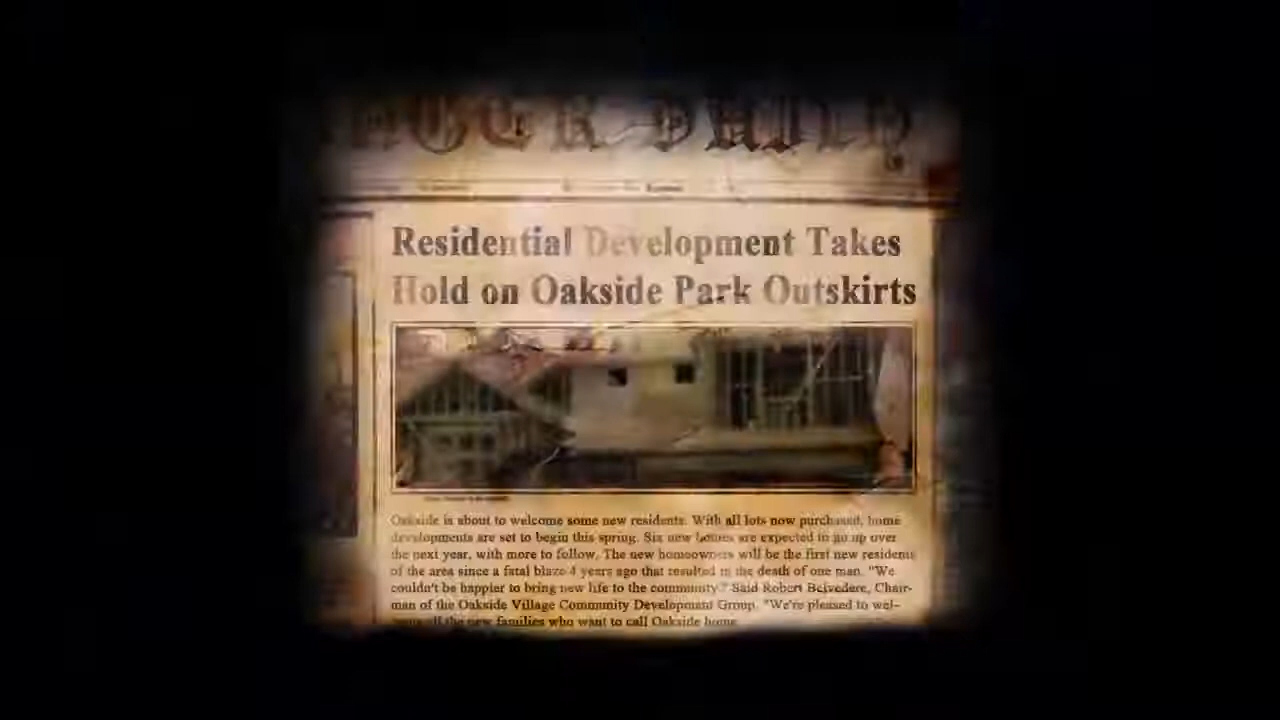 DAILY
Residential Development Takes
Hold on Oakside Park Outskirts
Oakside is about to welcome some new residents. With all lots now purchased, home
developments are set to begin this spring. Six new homes are expected to go up over
the next year, with more to follow. The new homeowners will be the first new residents
of the area since a fatal blaze 4 years ago that resulted in the death of one man. "We
couldn't be happier to bring new life to the community." Said Robert Belvedere, Chair-
man of the Oakside Village Community Development Group. "We're pleased to wel-
all the new families who want to call Oakside home